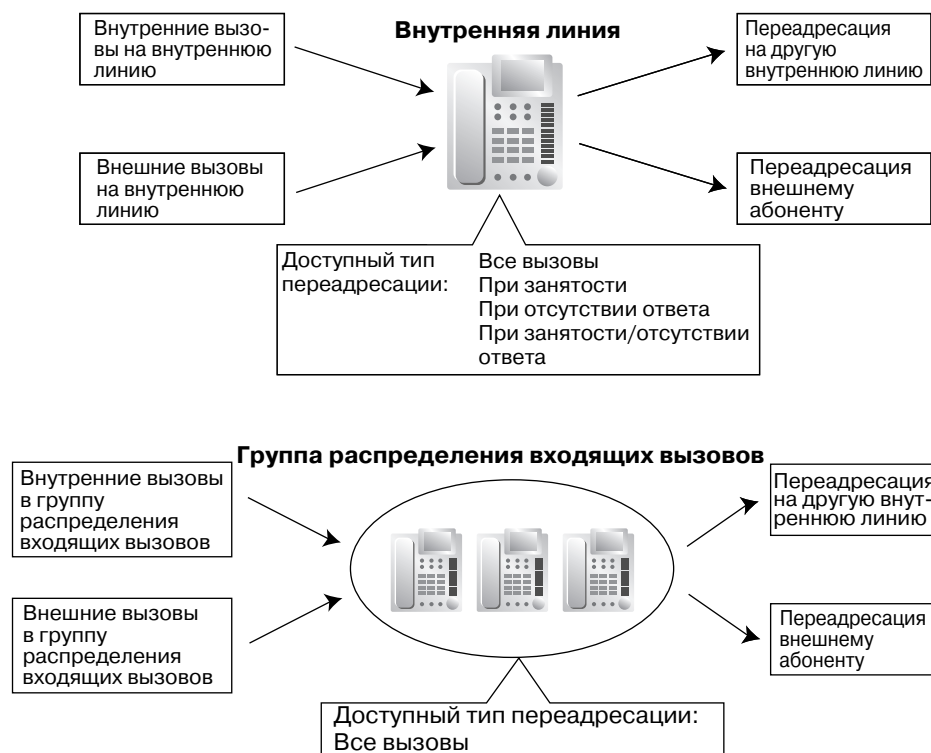 Внутренние вызо-
вы на внутреннюю
линию
Внутренняя линия
Переадресация
на другую
внутреннюю линию
Внешние вызовы
на внутреннюю
линию
Переадресация
внешнему
абоненту
Доступный тип
переадресации:
Все вызовы
При занятости
При отсутствии ответа
При занятости/отсутствии
ответа
Группа распределения входящих вызовов
Внутренние вызовы
в группу
распределения
входящих вызовов
Переадресация
на другую внут-
реннюю линию
Внешние вызовы
в группу
распределения
входящих вызовов
Переадресация
внешнему
абоненту
Доступный тип переадресации:
Все вызовы